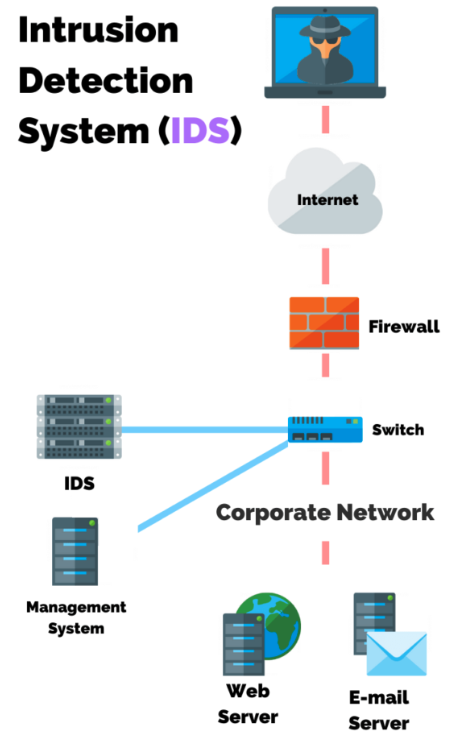 Intrusion
Detection
System (IDS)
Internet
Firewall
Switch
IDS
Corporate Network
Management
System
Web
Server
E-mail
Server